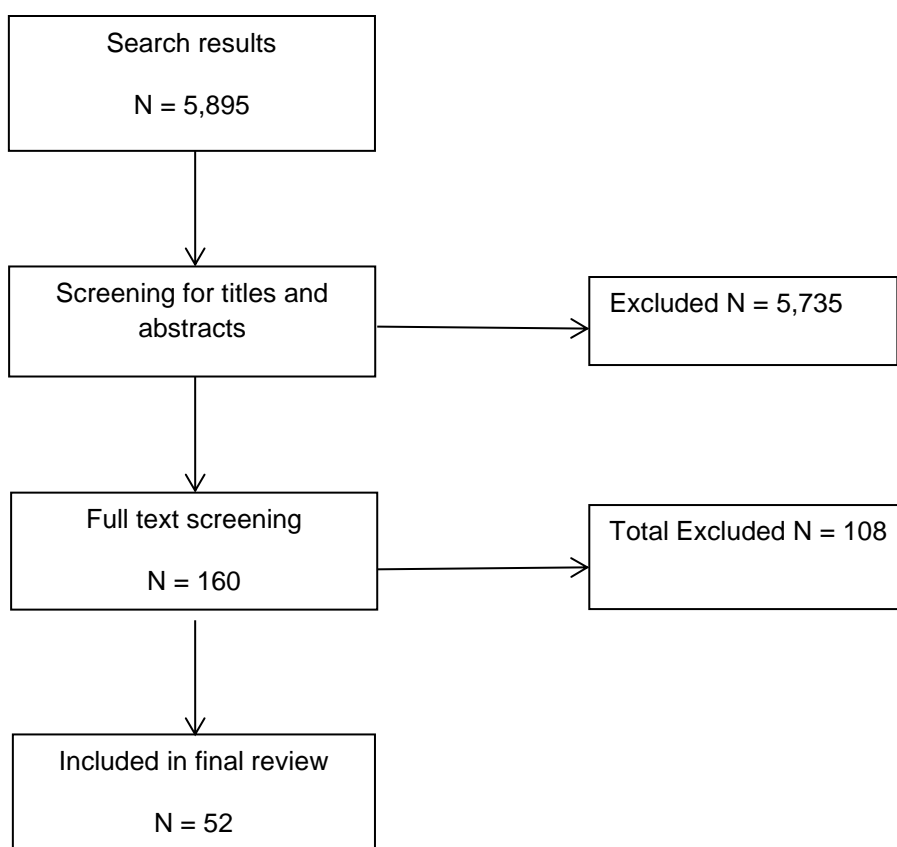 Search results
N = 5,895
Screening for titles and
abstracts
Excluded N = 5,735
Full text screening
N = 160
Total Excluded N = 108
Included in final review
N = 52